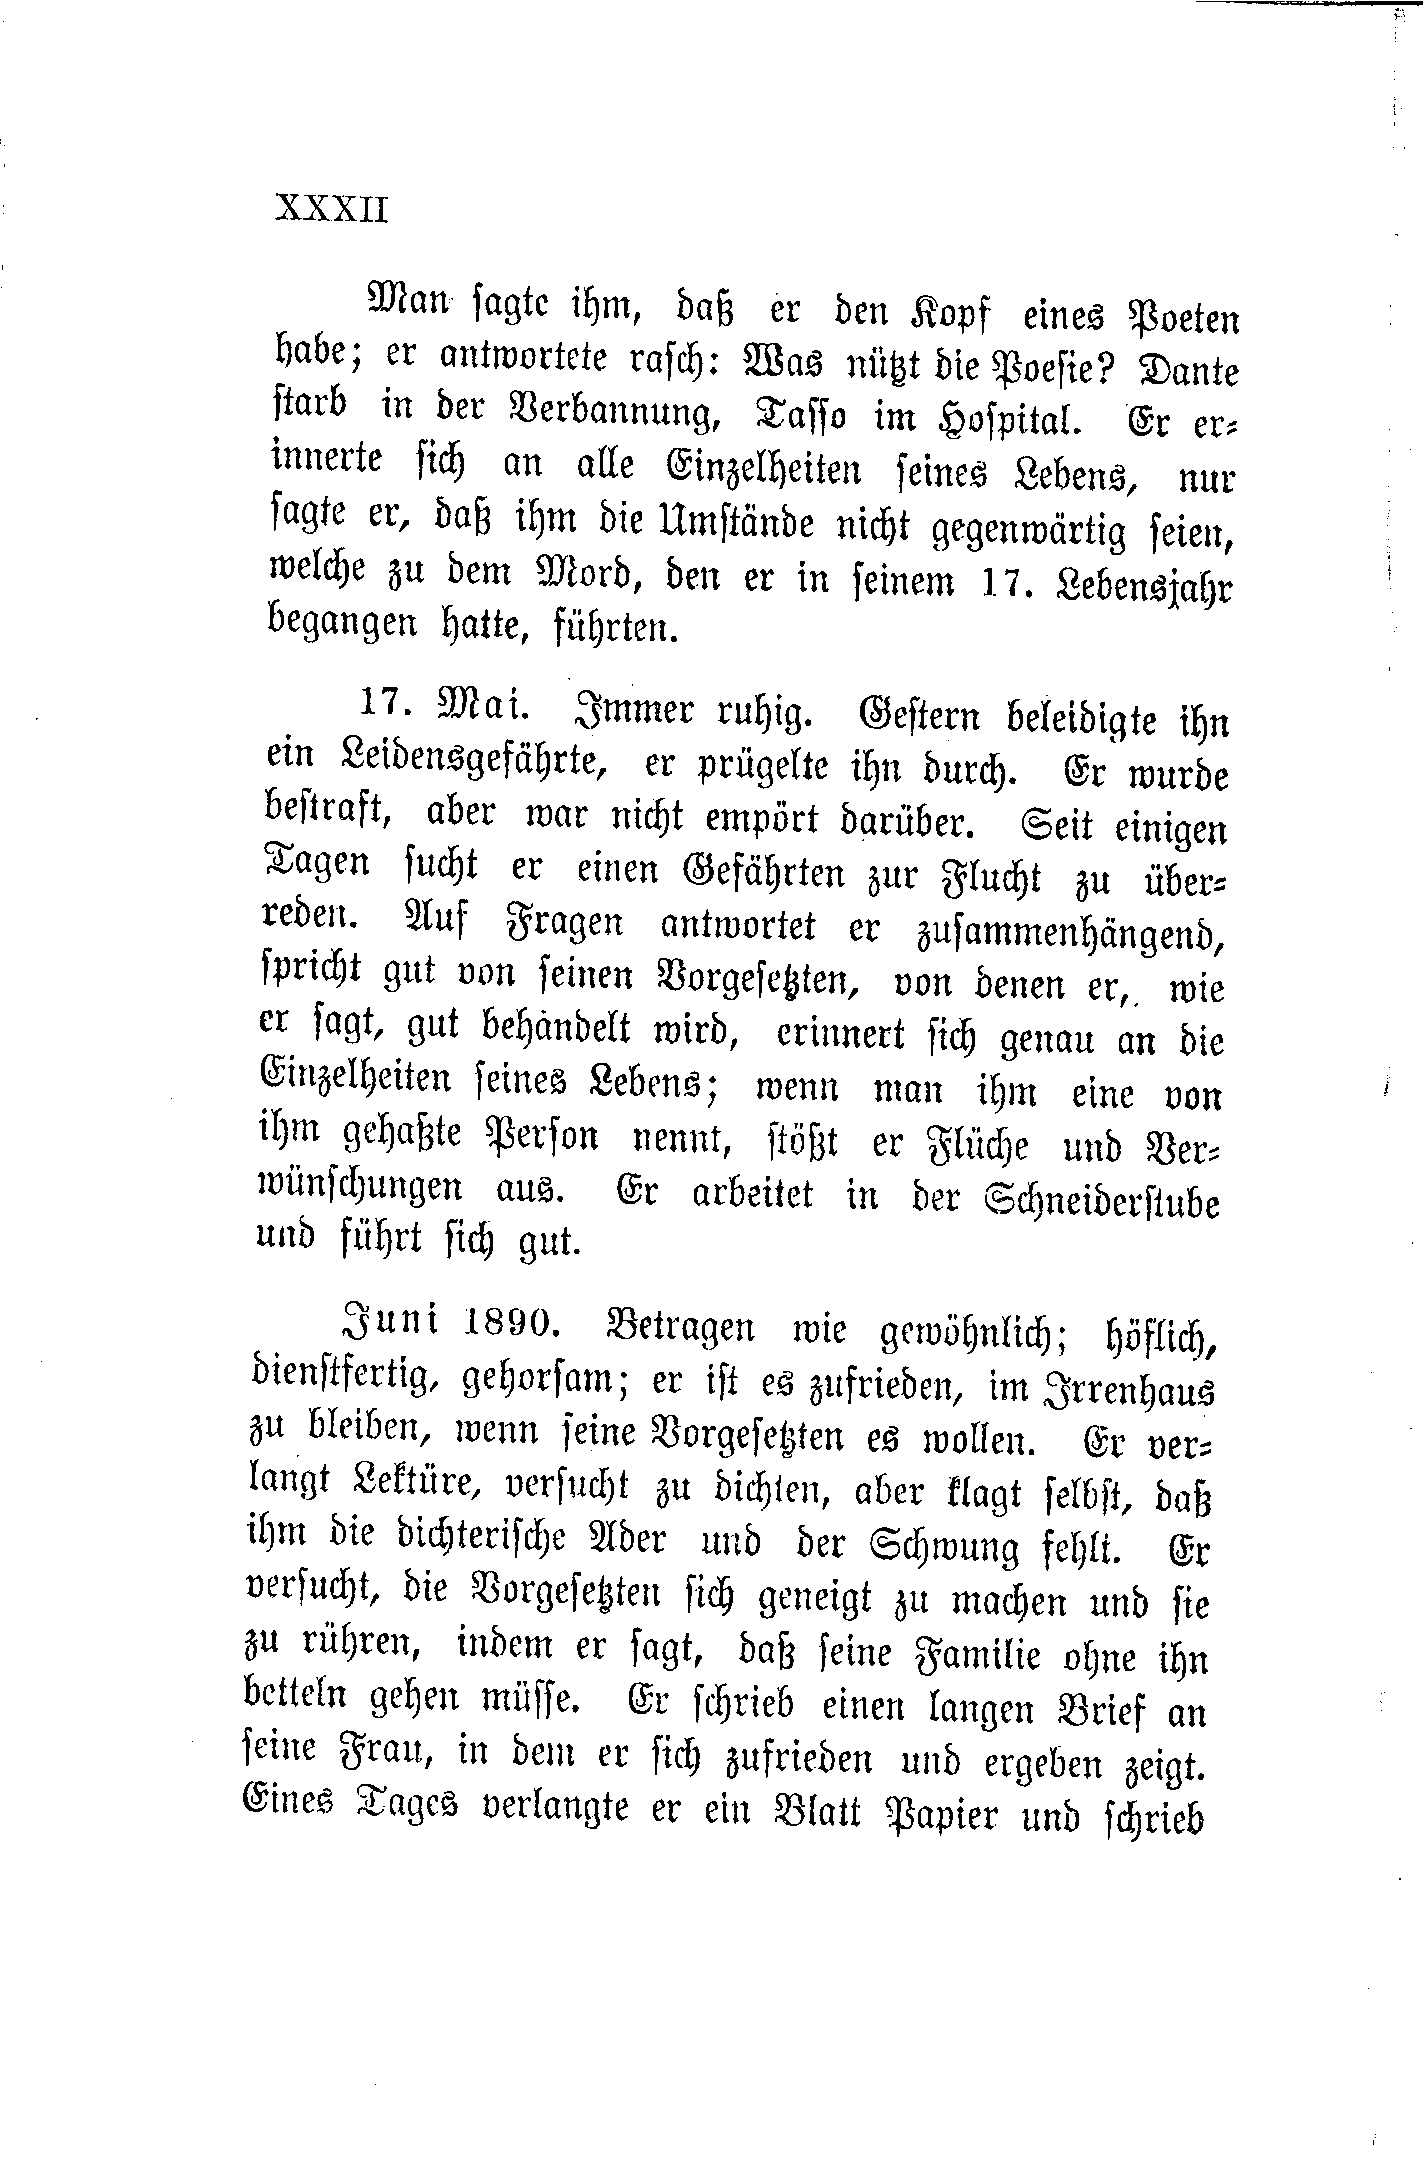 XXXII
Man sagte ihm, daß er den Kopf eines Poeten
habe; er antwortete rasch: Was nützt die Poesie? Dante
starb in der Verbannung, Tasso im Hospital. Er er-
innerte sich an alle Einzelheiten seines Lebens, nur
sagte er, daß ihm die Umstände nicht gegenwärtig seien,
welche zu dem Mord, den er in seinem 17. Lebensjahr
begangen hatte, führten.
17. Mai. Immer ruhig. Gestern beleidigte ihn
ein Leidensgefährte, er prügelte ihn durch. Er wurde
bestraft, aber war nicht empört darüber. Seit einigen
Tagen sucht er einen Gefährten zur Flucht zu über-
reden. Auf Fragen antwortet er zusammenhängend,
spricht gut von seinen Vorgesetzten, von denen er, wie
er sagt, gut behandelt wird, erinnert sich genau an die
Einzelheiten seines Lebens; wenn man ihm eine von
ihm gehaßte Person nennt, stößt er Flüche und Ver-
wünschungen aus. Er arbeitet in der Schneiderstube
und führt sich gut.
Juni 1890. Betragen wie gewöhnlich; höflich,
dienstfertig, gehorsam; er ist es zufrieden, im Irrenhaus
zu bleiben, wenn seine Vorgesetzten es wollen. Er ver-
langt Lektüre, versucht zu dichten, aber klagt selbst, daß
ihm die dichterische Ader und der Schwung fehlt. Er
versucht, die Vorgesetzten sich geneigt zu machen und sie
zu rühren, indem er sagt, daß seine Familie ohne ihn
betteln gehen müsse. Er schrieb einen langen Brief an
seine Frau, in dem er sich zufrieden und ergeben zeigt.
Eines Tages verlangte er ein Blatt Papier und schrieb